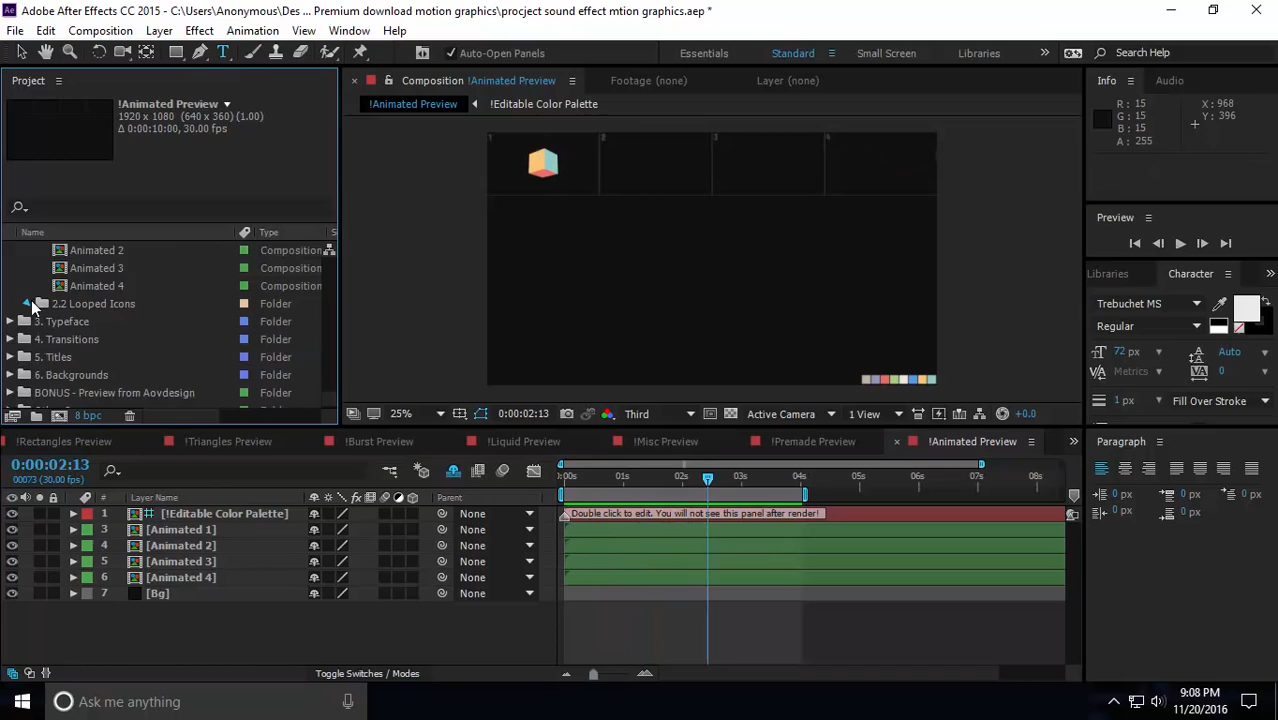 Adobe After Effects CC 2015 - C:\Users\Anonymous\Des ... Premium download motion graphics\procject sound effect mtion graphics.aep *
File Edit Composition Layer Effect Animation View Window Help
Auto-Open Panels Essentials Standard Small Screen Libraries Search Help
Project
!Animated Preview
1920 x 1080 (640 x 360) (1.00)
Δ 0:00:10:00, 30.00 fps
Name Type S
Animated 2 Composition
Animated 3 Composition
Animated 4 Composition
2.2 Looped Icons Folder
3. Typeface Folder
4. Transitions Folder
5. Titles Folder
6. Backgrounds Folder
BONUS - Preview from Aovdesign Folder
8 bpc
Composition !Animated Preview Footage (none) Layer (none)
!Animated Preview !Editable Color Palette
1 2 3 4
25% 0:00:02:13 Third Active Camera 1 View +0.0
Info Audio
R: 15 X: 968
G: 15 Y: 396
B: 15
A: 255
Preview
Libraries Character
Trebuchet MS
Regular
72 px Auto
Metrics 0
1 px Fill Over Stroke
!Rectangles Preview !Triangles Preview !Burst Preview !Liquid Preview !Misc Preview !Premade Preview !Animated Preview
0:00:02:13
00073 (30.00 fps)
:00s 01s 02s 03s 04s 05s 06s 07s 08s
# Layer Name Parent
1 [!Editable Color Palette] None Double click to edit. You will not see this panel after render!
3 [Animated 1] None
4 [Animated 2] None
5 [Animated 3] None
6 [Animated 4] None
7 [Bg] None
Toggle Switches / Modes
Paragraph
0 px 0 px 0 px
0 px 0 px
Ask me anything
9:08 PM
11/20/2016